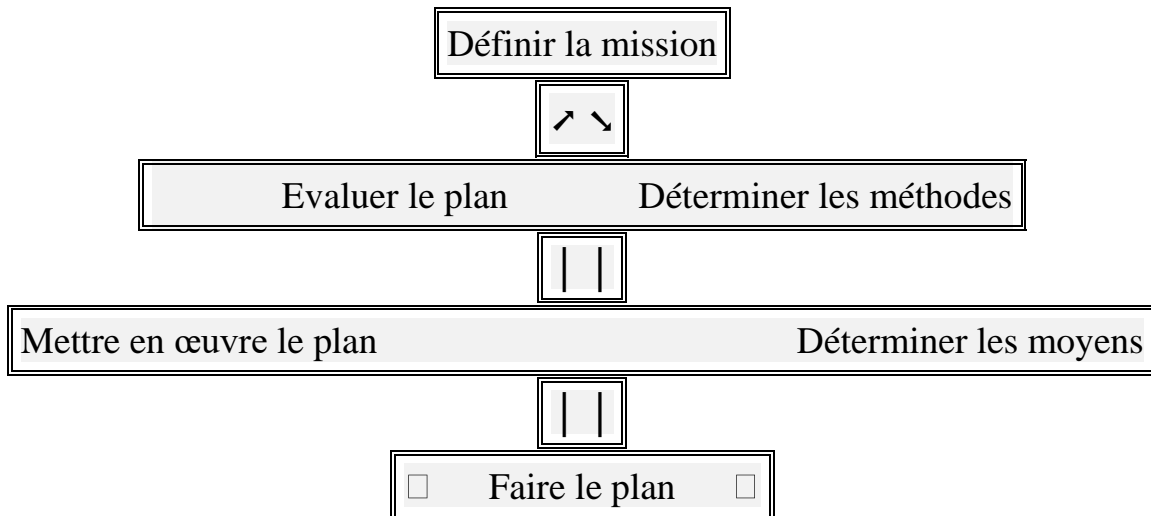 Définir la mission
➚ ➘
Evaluer le plan Déterminer les méthodes
| |
Mettre en œuvre le plan Déterminer les moyens
| |
□ Faire le plan □